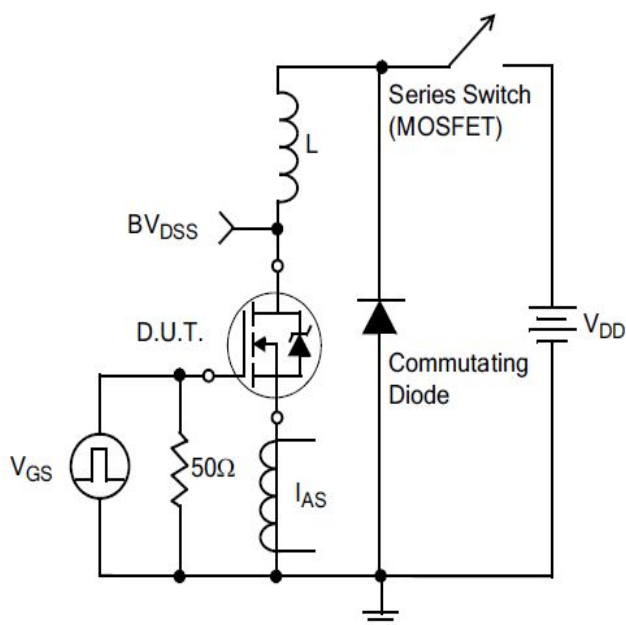 Series Switch
(MOSFET)
L
BVDSS
D.U.T.
VDD
Commutating
Diode
VGS
50Ω
IAS